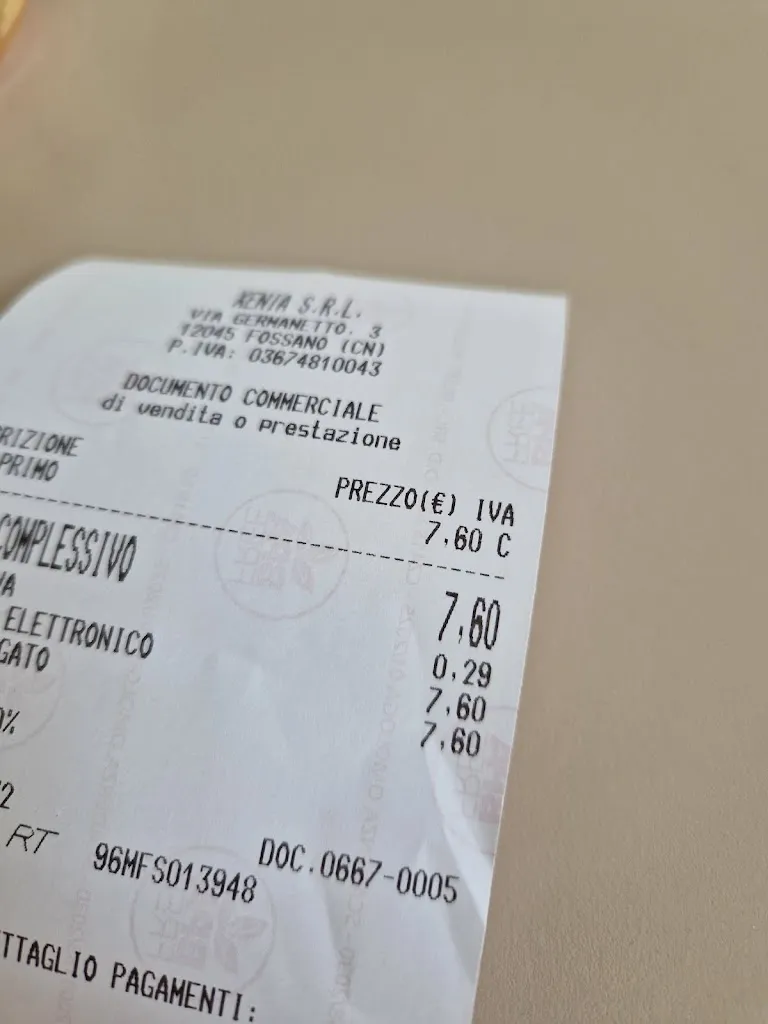 XENIA S.R.L.
VIA GERMANETTO, 3
12045 FOSSANO (CN)
P.IVA: 03674810043
DOCUMENTO COMMERCIALE
di vendita o prestazione
RIZIONE PREZZO(€) IVA
PRIMO 7,60 C
COMPLESSIVO 7,60
VA 0,29
ELETTRONICO 7,60
GATO 7,60
0%
2
DOC.0667-0005
RT 96MFS013948
TTAGLIO PAGAMENTI: